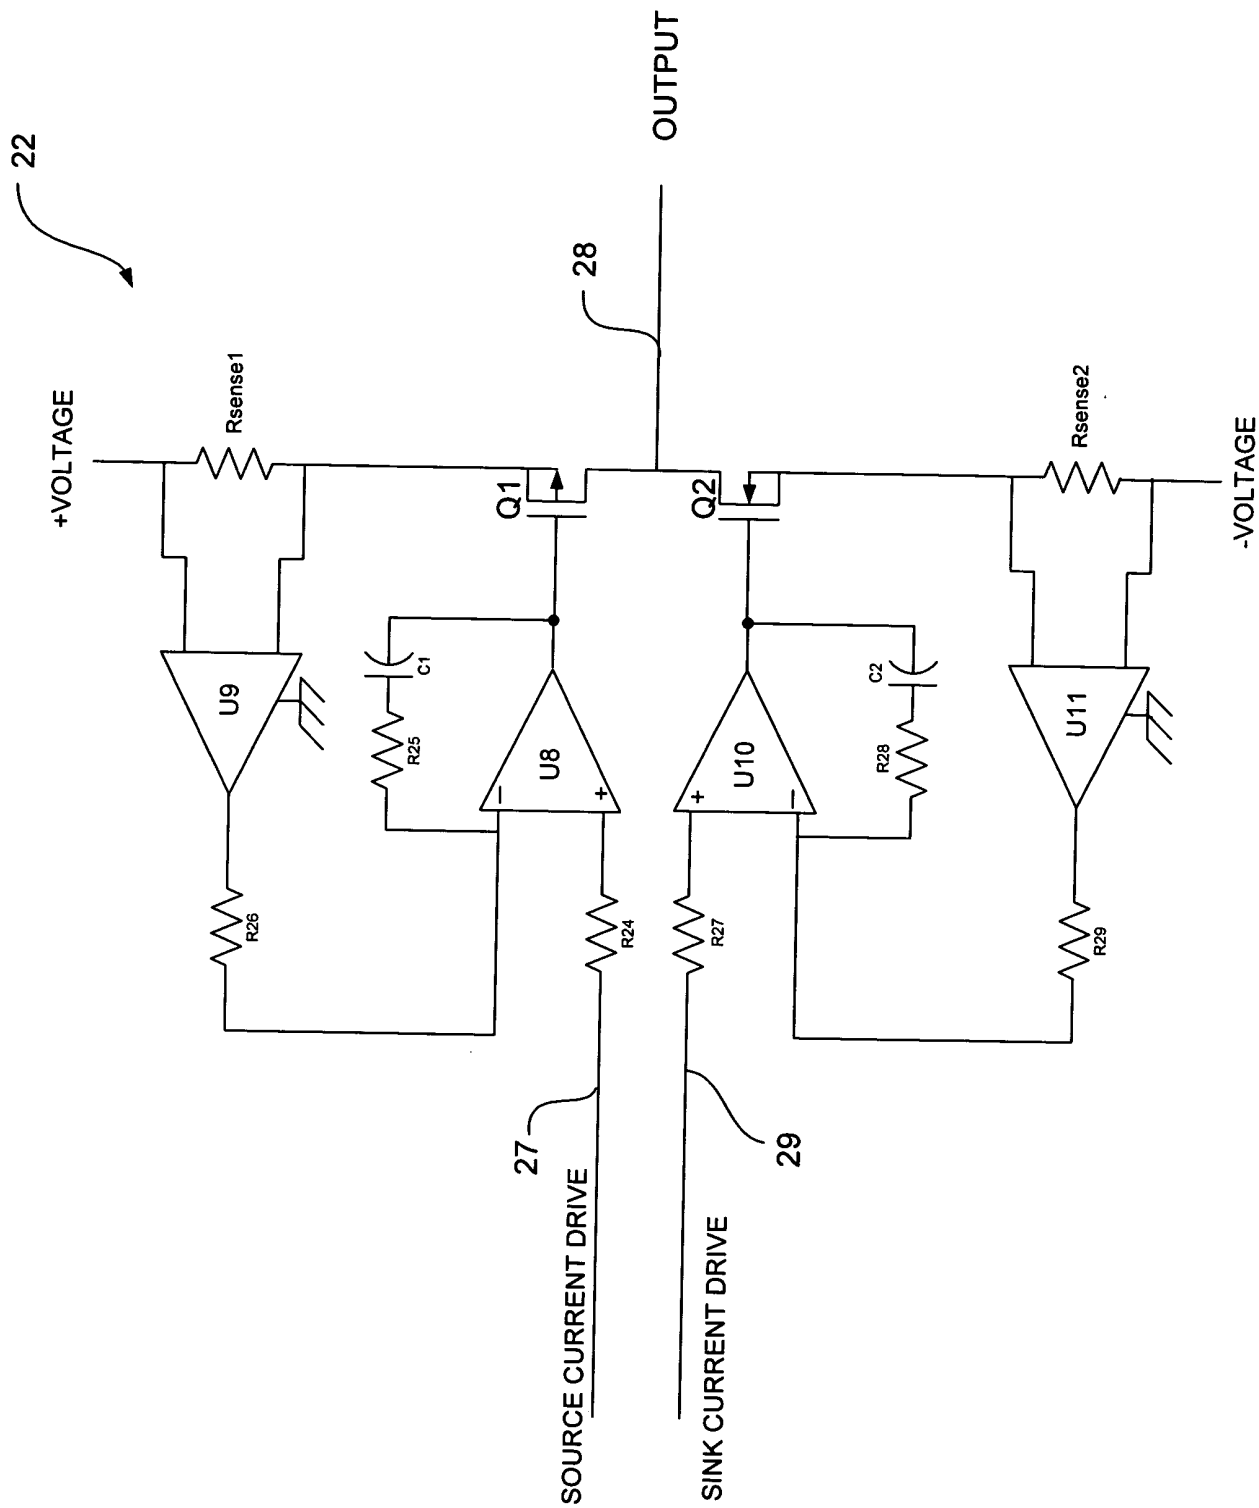 22
+VOLTAGE
Rsense1
U9
R26
C1
R25
Q1
U8
−
+
R24
27
SOURCE CURRENT DRIVE
28
OUTPUT
SINK CURRENT DRIVE
29
R27
+
−
U10
Q2
C2
R28
R29
U11
Rsense2
-VOLTAGE